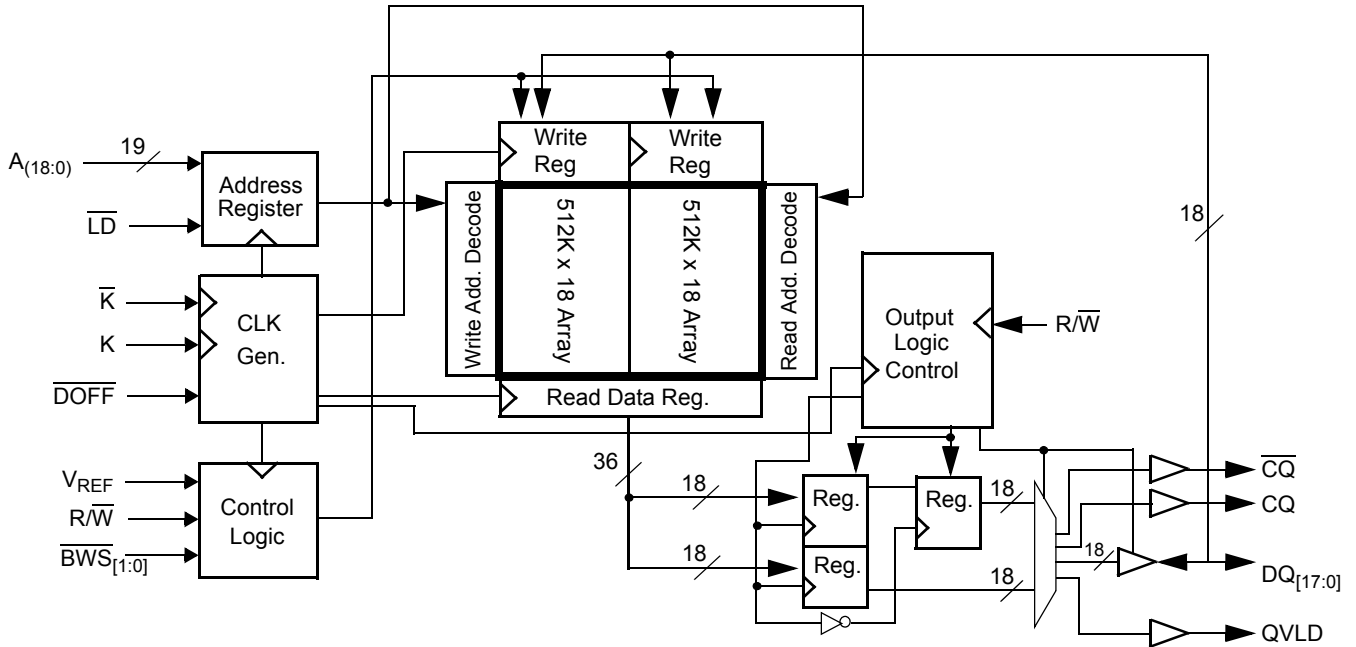 A(18:0)
19
LD
Address
Register
K
K
DOFF
CLK
Gen.
VREF
R/W
BWS[1:0]
Control
Logic
Write
Reg
Write
Reg
Write Add. Decode
512K x 18 Array
512K x 18 Array
Read Add. Decode
Read Data Reg.
18
Output
Logic
Control
R/W
36
18
18
Reg.
Reg.
Reg.
18
18
18
CQ
CQ
DQ[17:0]
QVLD